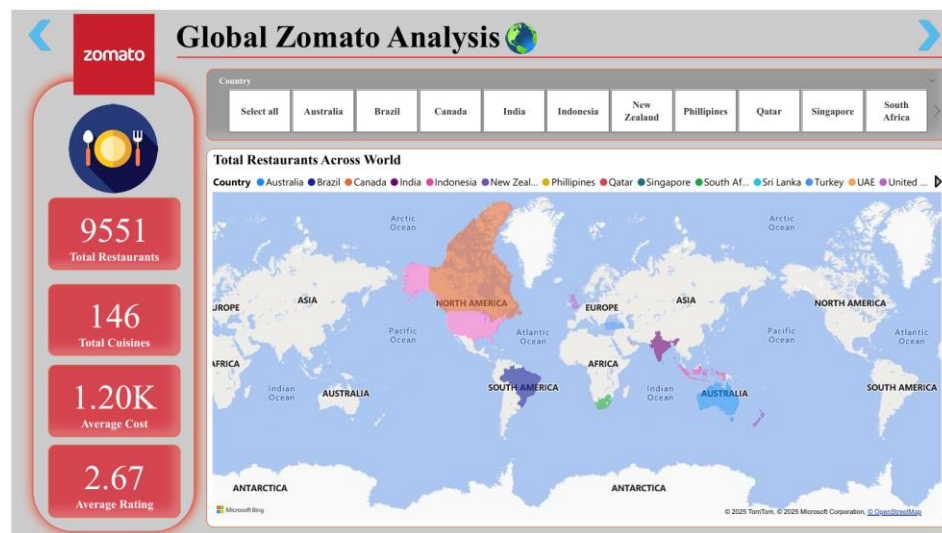 zomato
Global Zomato Analysis
Country
Select all
Australia
Brazil
Canada
India
Indonesia
New
Zealand
Phillipines
Qatar
Singapore
South
Africa
9551
Total Restaurants
146
Total Cuisines
1.20K
Average Cost
2.67
Average Rating
Total Restaurants Across World
Country Australia Brazil Canada India Indonesia New Zeal... Phillipines Qatar Singapore South Af... Sri Lanka Turkey UAE United ...
Arctic
Ocean
Arctic
Ocean
UROPE
ASIA
NORTH AMERICA
EUROPE
ASIA
NORTH AMERICA
Pacific
Ocean
Atlantic
Ocean
Pacific
Ocean
Atlantic
Ocean
AFRICA
AFRICA
Indian
Ocean
AUSTRALIA
SOUTH AMERICA
Indian
Ocean
AUSTRALIA
SOUTH AMERICA
ANTARCTICA
ANTARCTICA
Microsoft Bing
© 2025 TomTom, © 2025 Microsoft Corporation, © OpenStreetMap